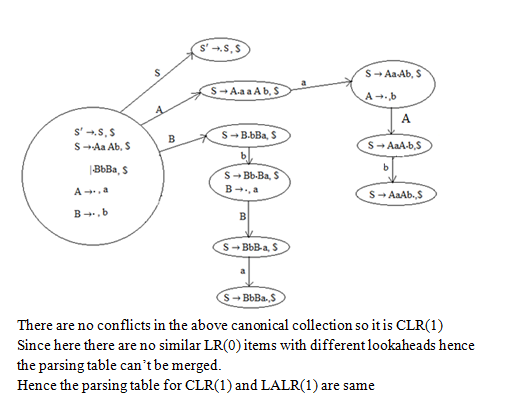 S' →.S, $
S
S→A.a a A b, $
a
S→Aa.Ab, $
A→·,b
A
A
S' →.S, $
S→.Aa Ab, $
|.BbBa, $
A→·, a
B→·, b
B
S→B.bBa, $
b
S→Bb.Ba, $
B→·, a
S→AaA.b,$
b
S→AaAb.,$
B
S→BbB.a, $
a
S→BbBa.,$
There are no conflicts in the above canonical collection so it is CLR(1)
Since here there are no similar LR(0) items with different lookaheads hence
the parsing table can't be merged.
Hence the parsing table for CLR(1) and LALR(1) are same